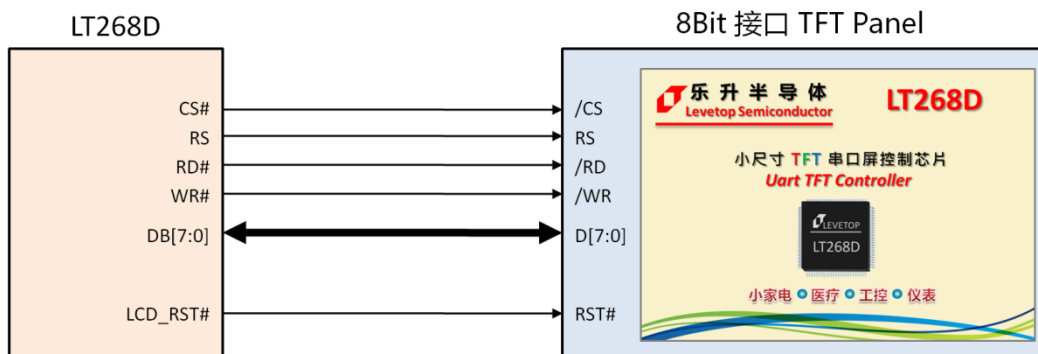 LT268D
8Bit 接口 TFT Panel
CS#
RS
RD#
WR#
DB[7:0]
LCD_RST#
/CS
RS
/RD
/WR
D[7:0]
RST#
乐升半导体
Levetop Semiconductor
LT268D
小尺寸 TFT 串口屏控制芯片
Uart TFT Controller
LEVETOP
LT268D
小家电 医疗 工控 仪表